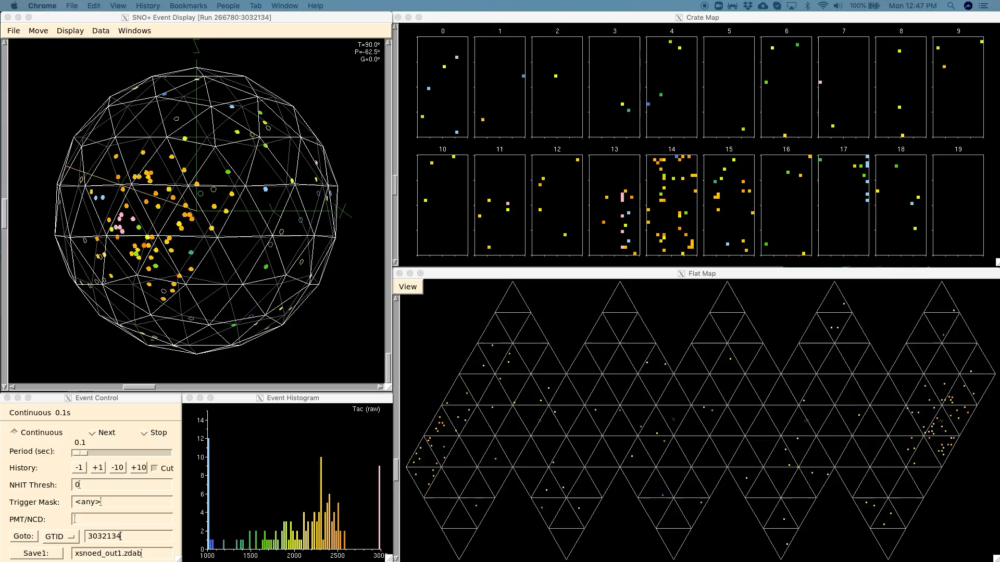 Chrome File Edit View History Bookmarks People Tab Window Help 100% Mon 12:47 PM
SNO+ Event Display [Run 266780:3032134]
File Move Display Data Windows
T=90.0°
P=-62.5°
G=0.0°
Crate Map
0 1 2 3 4 5 6 7 8 9
10 11 12 13 14 15 16 17 18 19
Flat Map
View
Event Control
Continuous 0.1s
Continuous Next Stop
0.1
Period (sec):
History: -1 +1 -10 +10 Cut
NHIT Thresh: 0
Trigger Mask: <any>
PMT/NCD:
Goto: GTID 3032134
Save1: xsnoed_out1.zdab
Event Histogram
Tac (raw)
14
12
10
8
6
4
2
0
1000 1500 2000 2500 3000